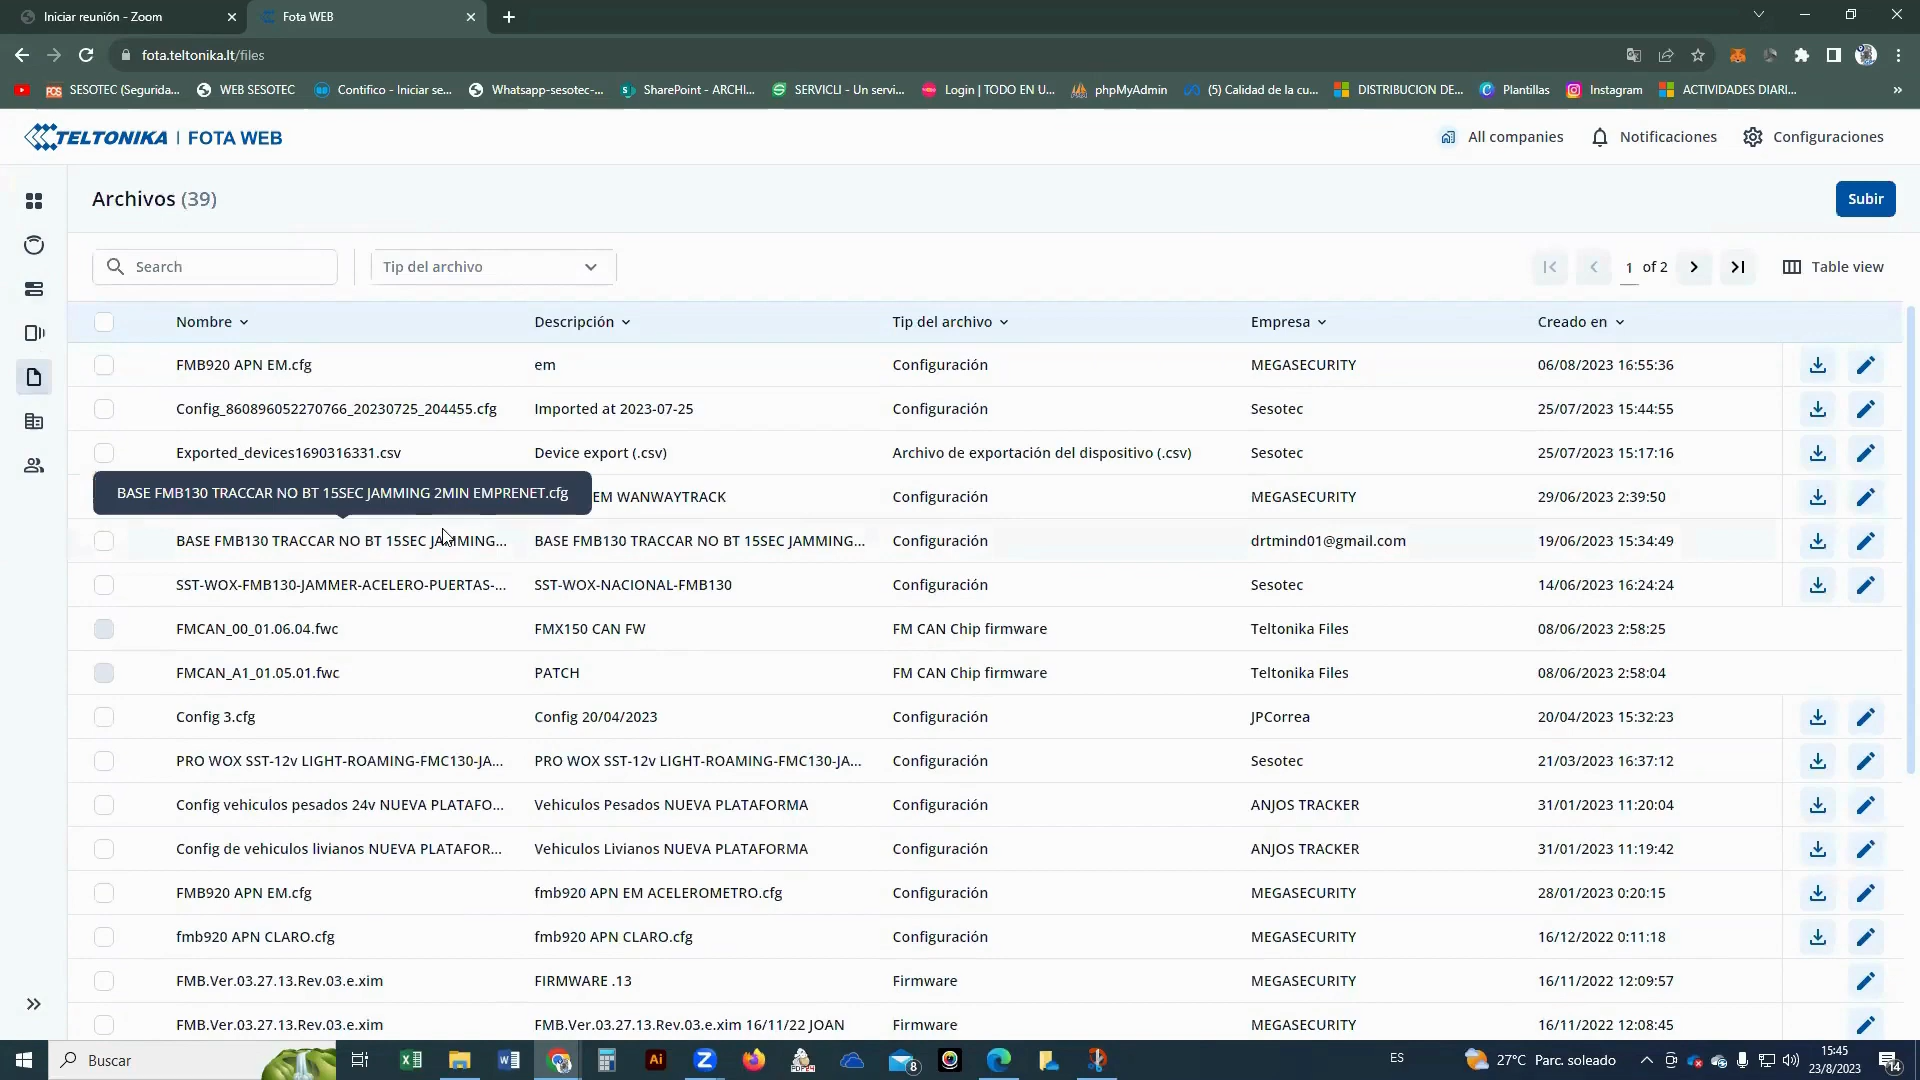 Iniciar reunión - Zoom
Fota WEB
fota.teltonika.lt/files
SESOTEC (Segurida...
WEB SESOTEC
Contifico - Iniciar se...
Whatsapp-sesotec-...
SharePoint - ARCHI...
SERVICLI - Un servi...
Login | TODO EN U...
phpMyAdmin
(5) Calidad de la cu...
DISTRIBUCION DE...
Plantillas
Instagram
ACTIVIDADES DIARI...
»
TELTONIKA | FOTA WEB
All companies
Notificaciones
Configuraciones
Archivos (39)
Subir
Search
Tip del archivo
1 of 2
Table view
Nombre Descripción Tip del archivo Empresa Creado en
FMB920 APN EM.cfg em Configuración MEGASECURITY 06/08/2023 16:55:36
Config_860896052270766_20230725_204455.cfg Imported at 2023-07-25 Configuración Sesotec 25/07/2023 15:44:55
Exported_devices1690316331.csv Device export (.csv) Archivo de exportación del dispositivo (.csv) Sesotec 25/07/2023 15:17:16
BASE FMB130 TRACCAR NO BT 15SEC JAMMING 2MIN EMPRENET.cfg EM WANWAYTRACK Configuración MEGASECURITY 29/06/2023 2:39:50
BASE FMB130 TRACCAR NO BT 15SEC JAMMING... BASE FMB130 TRACCAR NO BT 15SEC JAMMING... Configuración drtmind01@gmail.com 19/06/2023 15:34:49
SST-WOX-FMB130-JAMMER-ACELERO-PUERTAS-... SST-WOX-NACIONAL-FMB130 Configuración Sesotec 14/06/2023 16:24:24
FMCAN_00_01.06.04.fwc FMX150 CAN FW FM CAN Chip firmware Teltonika Files 08/06/2023 2:58:25
FMCAN_A1_01.05.01.fwc PATCH FM CAN Chip firmware Teltonika Files 08/06/2023 2:58:04
Config 3.cfg Config 20/04/2023 Configuración JPCorrea 20/04/2023 15:32:23
PRO WOX SST-12v LIGHT-ROAMING-FMC130-JA... PRO WOX SST-12v LIGHT-ROAMING-FMC130-JA... Configuración Sesotec 21/03/2023 16:37:12
Config vehiculos pesados 24v NUEVA PLATAFO... Vehiculos Pesados NUEVA PLATAFORMA Configuración ANJOS TRACKER 31/01/2023 11:20:04
Config de vehiculos livianos NUEVA PLATAFOR... Vehiculos Livianos NUEVA PLATAFORMA Configuración ANJOS TRACKER 31/01/2023 11:19:42
FMB920 APN EM.cfg fmb920 APN EM ACELEROMETRO.cfg Configuración MEGASECURITY 28/01/2023 0:20:15
fmb920 APN CLARO.cfg fmb920 APN CLARO.cfg Configuración MEGASECURITY 16/12/2022 0:11:18
FMB.Ver.03.27.13.Rev.03.e.xim FIRMWARE .13 Firmware MEGASECURITY 16/11/2022 12:09:57
FMB.Ver.03.27.13.Rev.03.e.xim FMB.Ver.03.27.13.Rev.03.e.xim 16/11/22 JOAN Firmware MEGASECURITY 16/11/2022 12:08:45
Buscar
8
ES
27°C Parc. soleado
15:45
23/8/2023
14